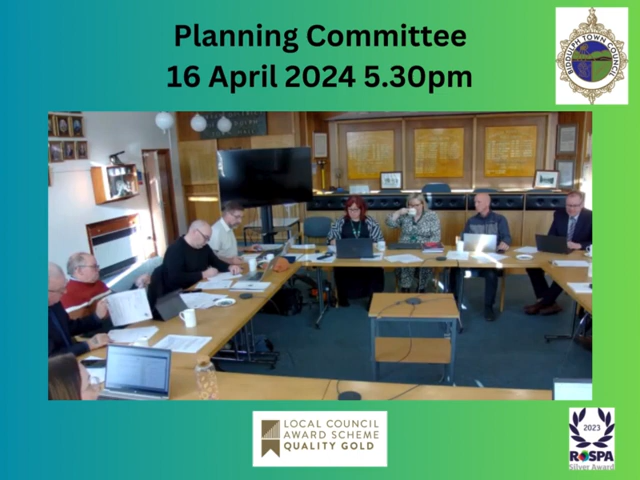 Planning Committee
16 April 2024 5.30pm
BIDDULPH TOWN COUNCIL
LOCAL COUNCIL
AWARD SCHEME
QUALITY GOLD
2023
RoSPA
Silver Award